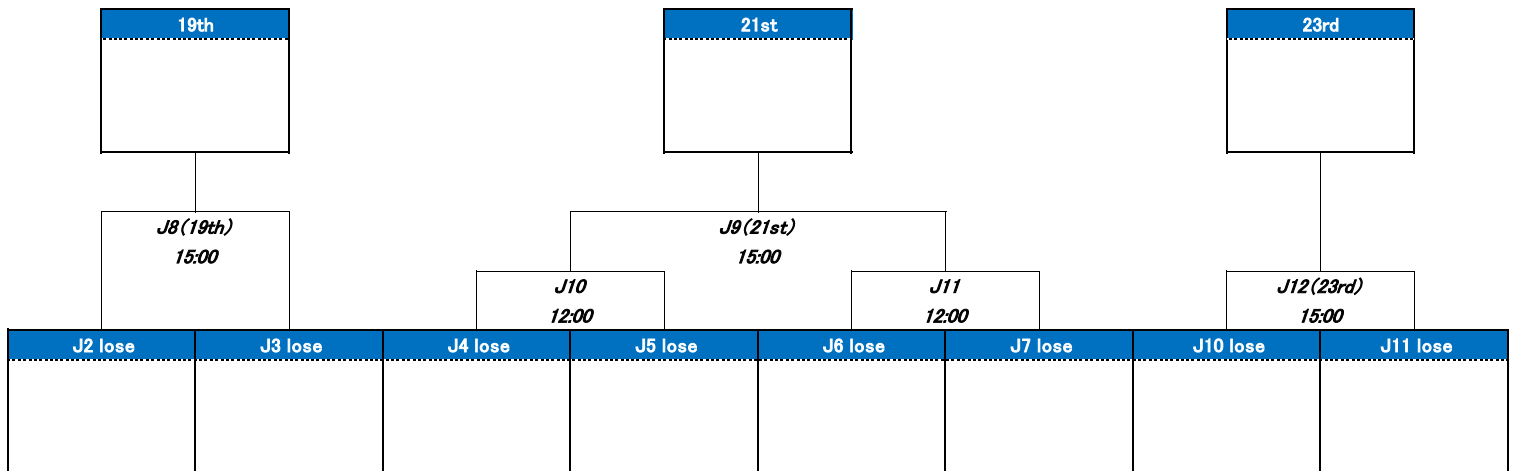 19th
21st
23rd
J8(19th)
15:00
J9(21st)
15:00
J10
12:00
J11
12:00
J12(23rd)
15:00
J2 lose
J3 lose
J4 lose
J5 lose
J6 lose
J7 lose
J10 lose
J11 lose